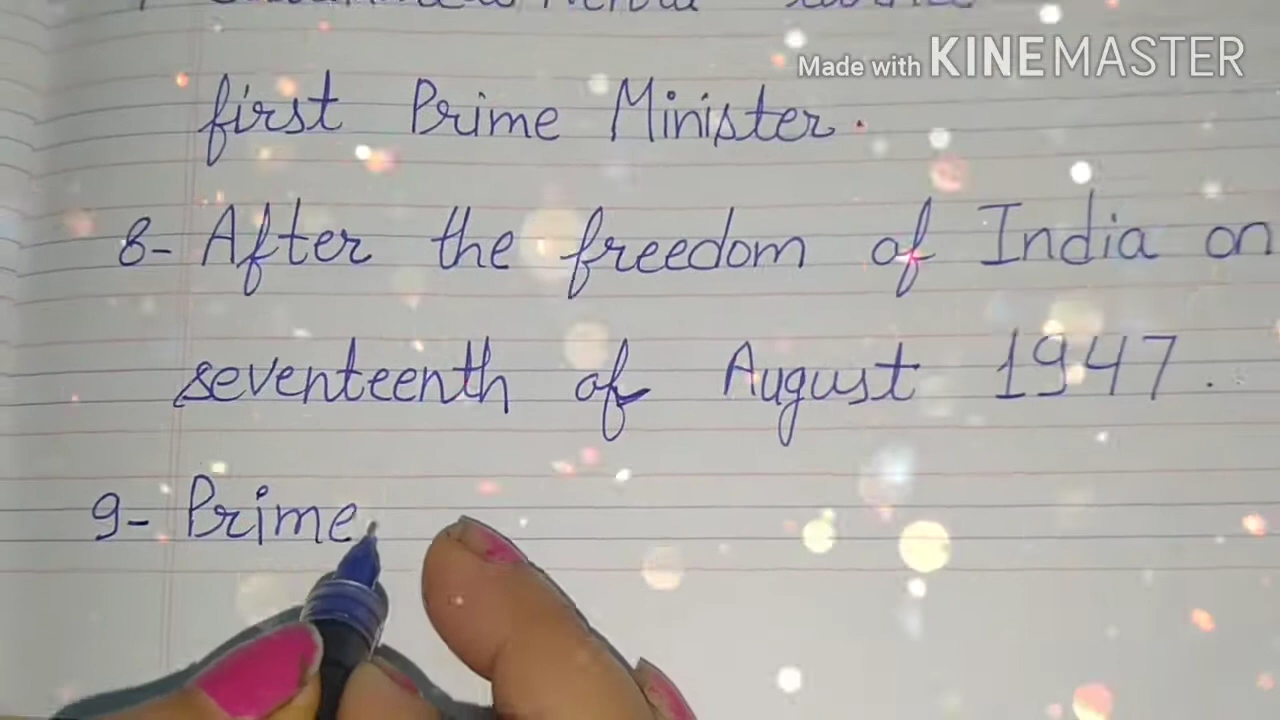 Made with KINEMASTER
first Prime Minister.
8- After the freedom of India on
seventeenth of August 1947.
9- Prime